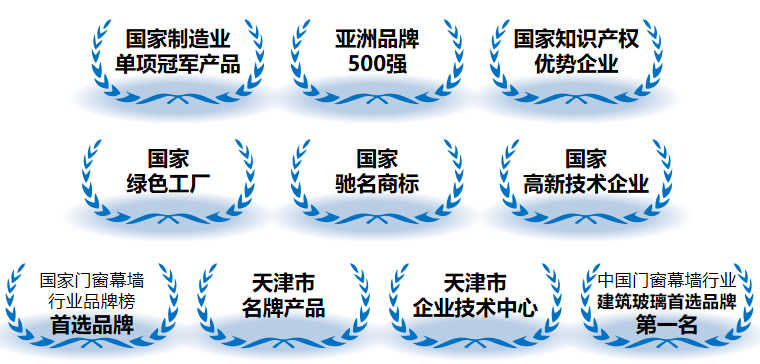 国家制造业
单项冠军产品
亚洲品牌
500强
国家知识产权
优势企业
国家
绿色工厂
国家
驰名商标
国家
高新技术企业
国家门窗幕墙
行业品牌榜
首选品牌
天津市
名牌产品
天津市
企业技术中心
中国门窗幕墙行业
建筑玻璃首选品牌
第一名